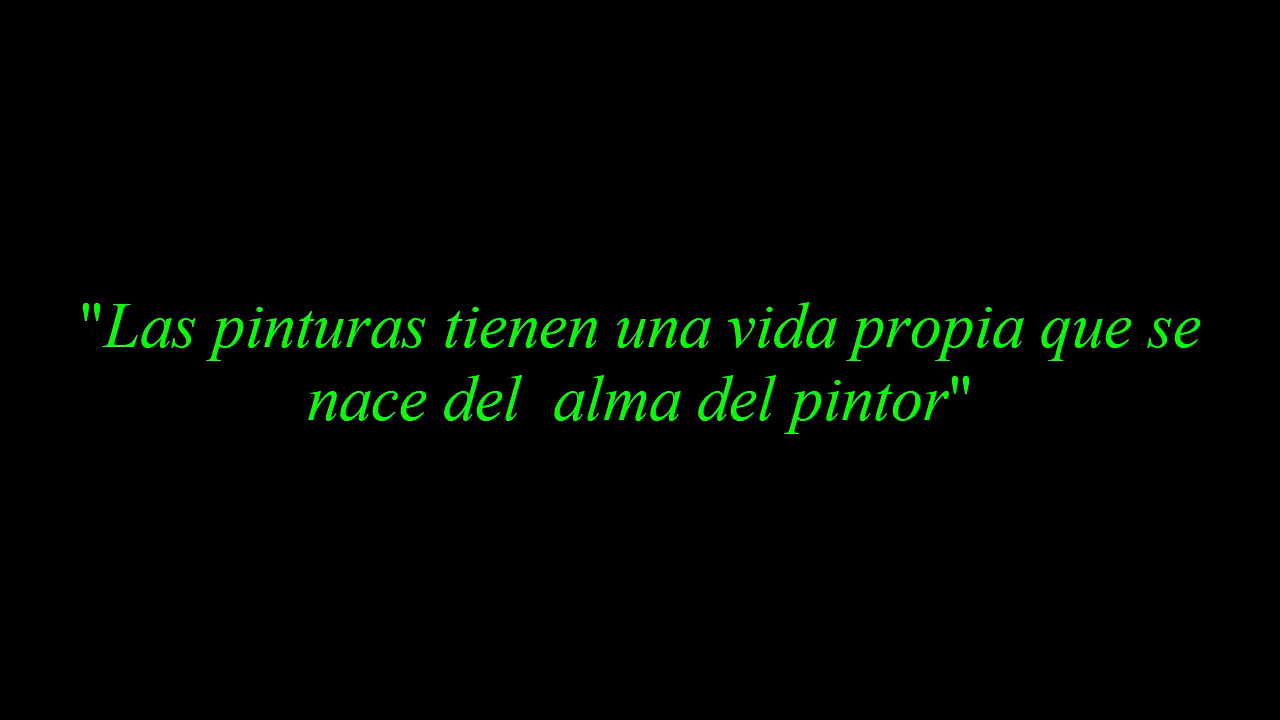 "Las pinturas tienen una vida propia que se
nace del  alma del pintor"